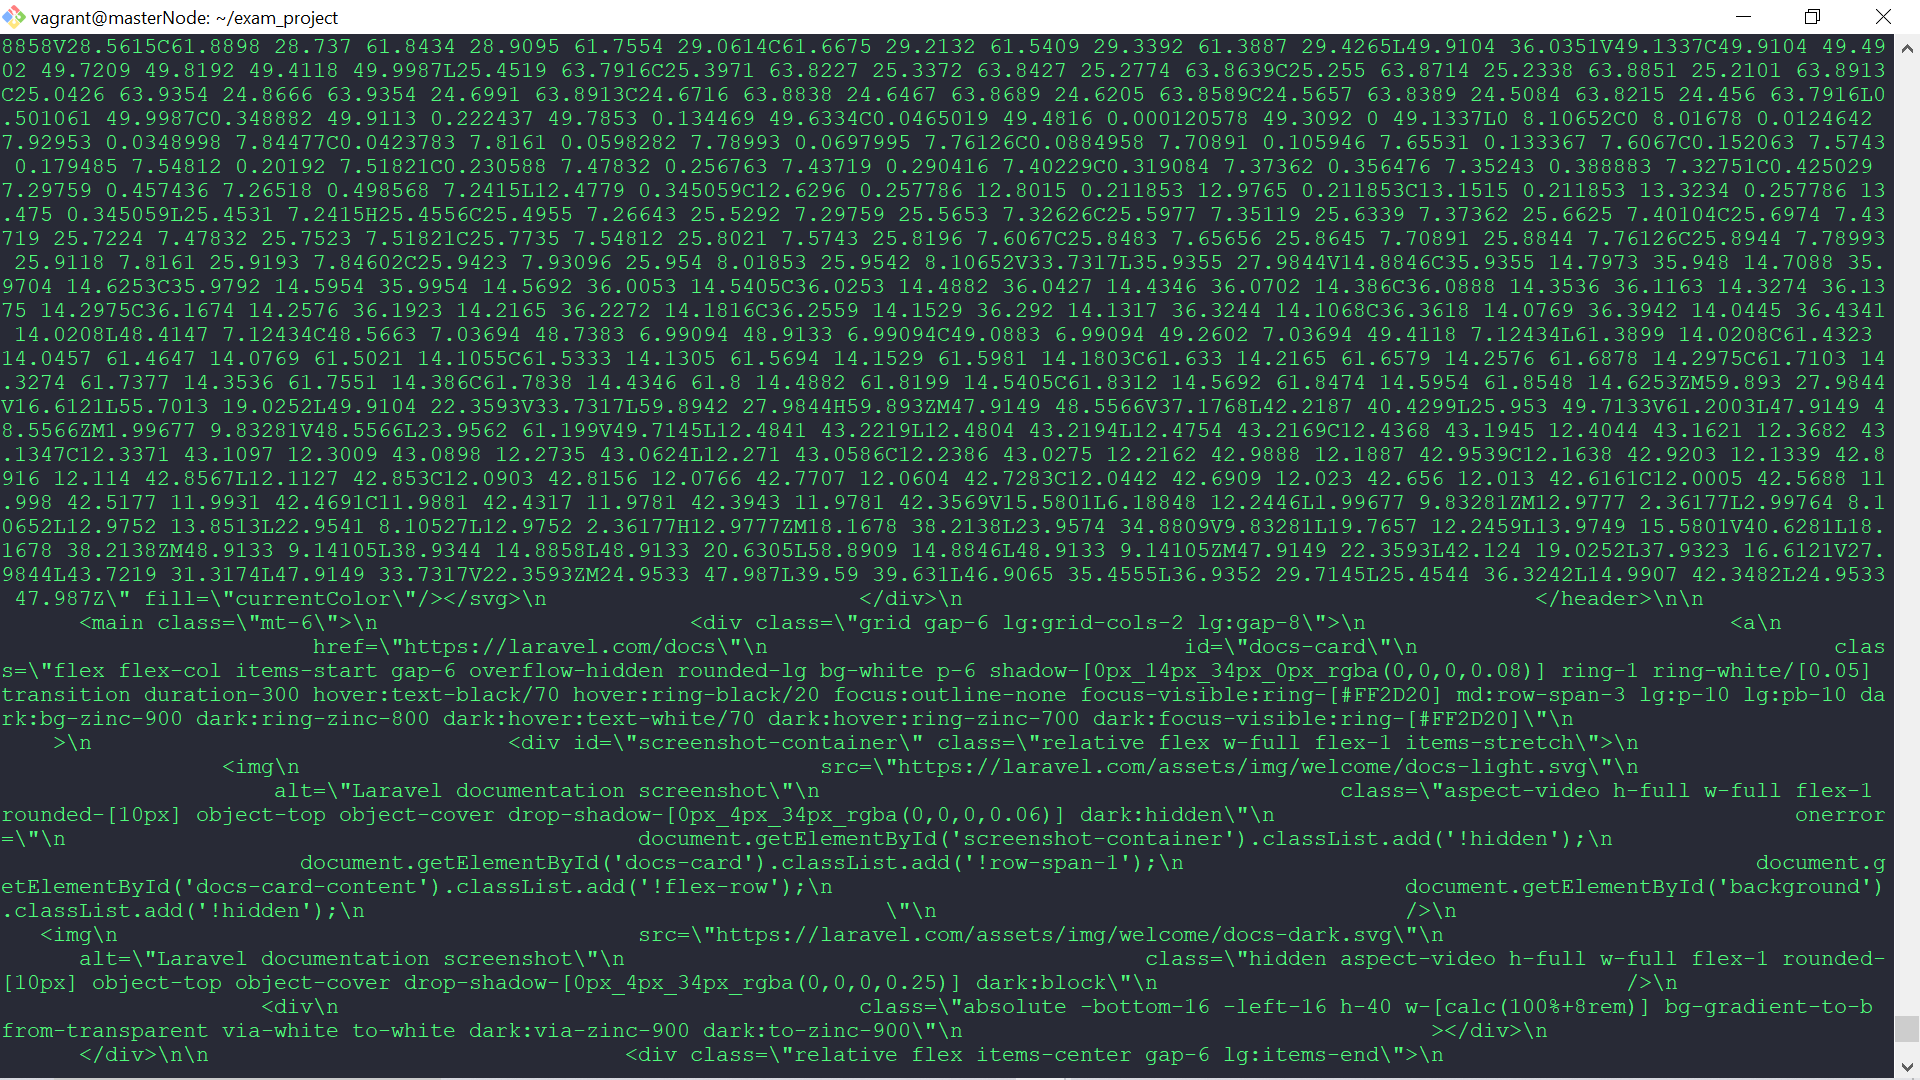 vagrant@masterNode: ~/exam_project
8858V28.5615C61.8898 28.737 61.8434 28.9095 61.7554 29.0614C61.6675 29.2132 61.5409 29.3392 61.3887 29.4265L49.9104 36.0351V49.1337C49.9104 49.49
02 49.7209 49.8192 49.4118 49.9987L25.4519 63.7916C25.3971 63.8227 25.3372 63.8427 25.2774 63.8639C25.255 63.8714 25.2338 63.8851 25.2101 63.8913
C25.0426 63.9354 24.8666 63.9354 24.6991 63.8913C24.6716 63.8838 24.6467 63.8689 24.6205 63.8589C24.5657 63.8389 24.5084 63.8215 24.456 63.7916L0
.501061 49.9987C0.348882 49.9113 0.222437 49.7853 0.134469 49.6334C0.0465019 49.4816 0.000120578 49.3092 0 49.1337L0 8.10652C0 8.01678 0.0124642
7.92953 0.0348998 7.84477C0.0423783 7.8161 0.0598282 7.78993 0.0697995 7.76126C0.0884958 7.70891 0.105946 7.65531 0.133367 7.6067C0.152063 7.5743
0.179485 7.54812 0.20192 7.51821C0.230588 7.47832 0.256763 7.43719 0.290416 7.40229C0.319084 7.37362 0.356476 7.35243 0.388883 7.32751C0.425029
7.29759 0.457436 7.26518 0.498568 7.2415L12.4779 0.345059C12.6296 0.257786 12.8015 0.211853 12.9765 0.211853C13.1515 0.211853 13.3234 0.257786 13
.475 0.345059L25.4531 7.2415H25.4556C25.4955 7.26643 25.5292 7.29759 25.5653 7.32626C25.5977 7.35119 25.6339 7.37362 25.6625 7.40104C25.6974 7.43
719 25.7224 7.47832 25.7523 7.51821C25.7735 7.54812 25.8021 7.5743 25.8196 7.6067C25.8483 7.65656 25.8645 7.70891 25.8844 7.76126C25.8944 7.78993
25.9118 7.8161 25.9193 7.84602C25.9423 7.93096 25.954 8.01853 25.9542 8.10652V33.7317L35.9355 27.9844V14.8846C35.9355 14.7973 35.948 14.7088 35.
9704 14.6253C35.9792 14.5954 35.9954 14.5692 36.0053 14.5405C36.0253 14.4882 36.0427 14.4346 36.0702 14.386C36.0888 14.3536 36.1163 14.3274 36.13
75 14.2975C36.1674 14.2576 36.1923 14.2165 36.2272 14.1816C36.2559 14.1529 36.292 14.1317 36.3244 14.1068C36.3618 14.0769 36.3942 14.0445 36.4341
14.0208L48.4147 7.12434C48.5663 7.03694 48.7383 6.99094 48.9133 6.99094C49.0883 6.99094 49.2602 7.03694 49.4118 7.12434L61.3899 14.0208C61.4323
14.0457 61.4647 14.0769 61.5021 14.1055C61.5333 14.1305 61.5694 14.1529 61.5981 14.1803C61.633 14.2165 61.6579 14.2576 61.6878 14.2975C61.7103 14
.3274 61.7377 14.3536 61.7551 14.386C61.7838 14.4346 61.8 14.4882 61.8199 14.5405C61.8312 14.5692 61.8474 14.5954 61.8548 14.6253ZM59.893 27.9844
V16.6121L55.7013 19.0252L49.9104 22.3593V33.7317L59.8942 27.9844H59.893ZM47.9149 48.5566V37.1768L42.2187 40.4299L25.953 49.7133V61.2003L47.9149 4
8.5566ZM1.99677 9.83281V48.5566L23.9562 61.199V49.7145L12.4841 43.2219L12.4804 43.2194L12.4754 43.2169C12.4368 43.1945 12.4044 43.1621 12.3682 43
.1347C12.3371 43.1097 12.3009 43.0898 12.2735 43.0624L12.271 43.0586C12.2386 43.0275 12.2162 42.9888 12.1887 42.9539C12.1638 42.9203 12.1339 42.8
916 12.114 42.8567L12.1127 42.853C12.0903 42.8156 12.0766 42.7707 12.0604 42.7283C12.0442 42.6909 12.023 42.656 12.013 42.6161C12.0005 42.5688 11
.998 42.5177 11.9931 42.4691C11.9881 42.4317 11.9781 42.3943 11.9781 42.3569V15.5801L6.18848 12.2446L1.99677 9.83281ZM12.9777 2.36177L2.99764 8.1
0652L12.9752 13.8513L22.9541 8.10527L12.9752 2.36177H12.9777ZM18.1678 38.2138L23.9574 34.8809V9.83281L19.7657 12.2459L13.9749 15.5801V40.6281L18.
1678 38.2138ZM48.9133 9.14105L38.9344 14.8858L48.9133 20.6305L58.8909 14.8846L48.9133 9.14105ZM47.9149 22.3593L42.124 19.0252L37.9323 16.6121V27.
9844L43.7219 31.3174L47.9149 33.7317V22.3593ZM24.9533 47.987L39.59 39.631L46.9065 35.4555L36.9352 29.7145L25.4544 36.3242L14.9907 42.3482L24.9533
47.987Z\" fill=\"currentColor\"/></svg>\n </div>\n </header>\n\n
<main class=\"mt-6\">\n <div class=\"grid gap-6 lg:grid-cols-2 lg:gap-8\">\n <a\n
href=\"https://laravel.com/docs\"\n id=\"docs-card\"\n clas
s=\"flex flex-col items-start gap-6 overflow-hidden rounded-lg bg-white p-6 shadow-[0px_14px_34px_0px_rgba(0,0,0,0.08)] ring-1 ring-white/[0.05]
transition duration-300 hover:text-black/70 hover:ring-black/20 focus:outline-none focus-visible:ring-[#FF2D20] md:row-span-3 lg:p-10 lg:pb-10 da
rk:bg-zinc-900 dark:ring-zinc-800 dark:hover:text-white/70 dark:hover:ring-zinc-700 dark:focus-visible:ring-[#FF2D20]\"\n
>\n <div id=\"screenshot-container\" class=\"relative flex w-full flex-1 items-stretch\">\n
<img\n src=\"https://laravel.com/assets/img/welcome/docs-light.svg\"\n
alt=\"Laravel documentation screenshot\"\n class=\"aspect-video h-full w-full flex-1
rounded-[10px] object-top object-cover drop-shadow-[0px_4px_34px_rgba(0,0,0,0.06)] dark:hidden\"\n onerror
=\"\n document.getElementById('screenshot-container').classList.add('!hidden');\n
document.getElementById('docs-card').classList.add('!row-span-1');\n document.g
etElementById('docs-card-content').classList.add('!flex-row');\n document.getElementById('background')
.classList.add('!hidden');\n \"\n />\n
<img\n src=\"https://laravel.com/assets/img/welcome/docs-dark.svg\"\n
alt=\"Laravel documentation screenshot\"\n class=\"hidden aspect-video h-full w-full flex-1 rounded-
[10px] object-top object-cover drop-shadow-[0px_4px_34px_rgba(0,0,0,0.25)] dark:block\"\n />\n
<div\n class=\"absolute -bottom-16 -left-16 h-40 w-[calc(100%+8rem)] bg-gradient-to-b
from-transparent via-white to-white dark:via-zinc-900 dark:to-zinc-900\"\n ></div>\n
</div>\n\n <div class=\"relative flex items-center gap-6 lg:items-end\">\n